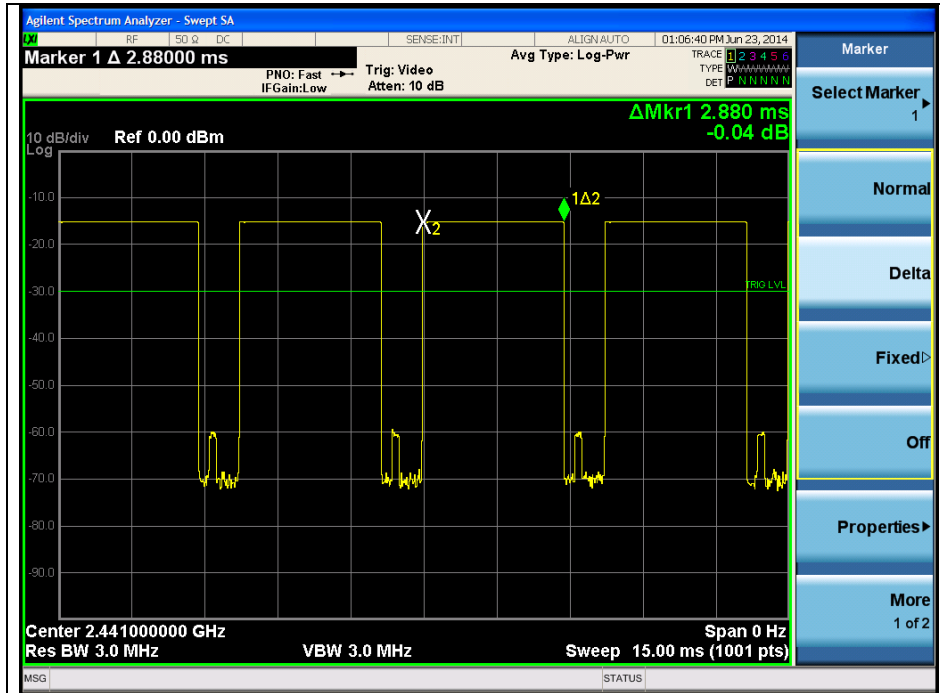 Agilent Spectrum Analyzer - Swept SA
LXI RF 50 Ω DC SENSE:INT ALIGN AUTO 01:06:40 PM Jun 23, 2014
Marker 1 Δ 2.88000 ms
PNO: Fast
IFGain:Low
Trig: Video
Atten: 10 dB
Avg Type: Log-Pwr
TRACE 1 2 3 4 5 6
TYPE WWWWWW
DET P N N N N N
ΔMkr1 2.880 ms
-0.04 dB
10 dB/div Ref 0.00 dBm
Log
-10.0
-20.0
-30.0
-40.0
-50.0
-60.0
-70.0
-80.0
-90.0
X2
1Δ2
TRIG LVL
Center 2.441000000 GHz Span 0 Hz
Res BW 3.0 MHz VBW 3.0 MHz Sweep 15.00 ms (1001 pts)
MSG STATUS
Marker
Select Marker
1
Normal
Delta
Fixed
Off
Properties
More
1 of 2